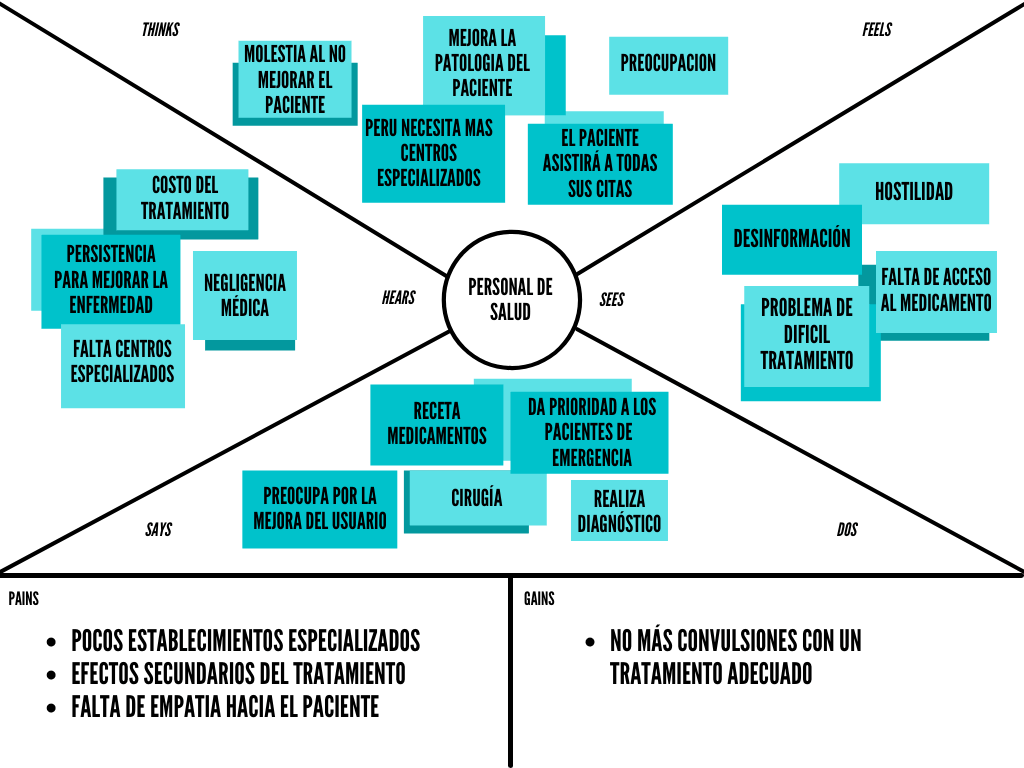 THINKS
FEELS
MOLESTIA AL NO
MEJORAR EL
PACIENTE
MEJORA LA
PATOLOGIA DEL
PACIENTE
PREOCUPACION
PERU NECESITA MAS
CENTROS
ESPECIALIZADOS
EL PACIENTE
ASISTIRÁ A TODAS
SUS CITAS
COSTO DEL
TRATAMIENTO
PERSISTENCIA
PARA MEJORAR LA
ENFERMEDAD
NEGLIGENCIA
MÉDICA
FALTA CENTROS
ESPECIALIZADOS
HEARS
PERSONAL DE
SALUD
SEES
HOSTILIDAD
DESINFORMACIÓN
FALTA DE ACCESO
AL MEDICAMENTO
PROBLEMA DE
DIFICIL
TRATAMIENTO
RECETA
MEDICAMENTOS
DA PRIORIDAD A LOS
PACIENTES DE
EMERGENCIA
PREOCUPA POR LA
MEJORA DEL USUARIO
CIRUGÍA
REALIZA
DIAGNÓSTICO
SAYS
DOS
PAINS
• POCOS ESTABLECIMIENTOS ESPECIALIZADOS
• EFECTOS SECUNDARIOS DEL TRATAMIENTO
• FALTA DE EMPATIA HACIA EL PACIENTE
GAINS
• NO MÁS CONVULSIONES CON UN
TRATAMIENTO ADECUADO